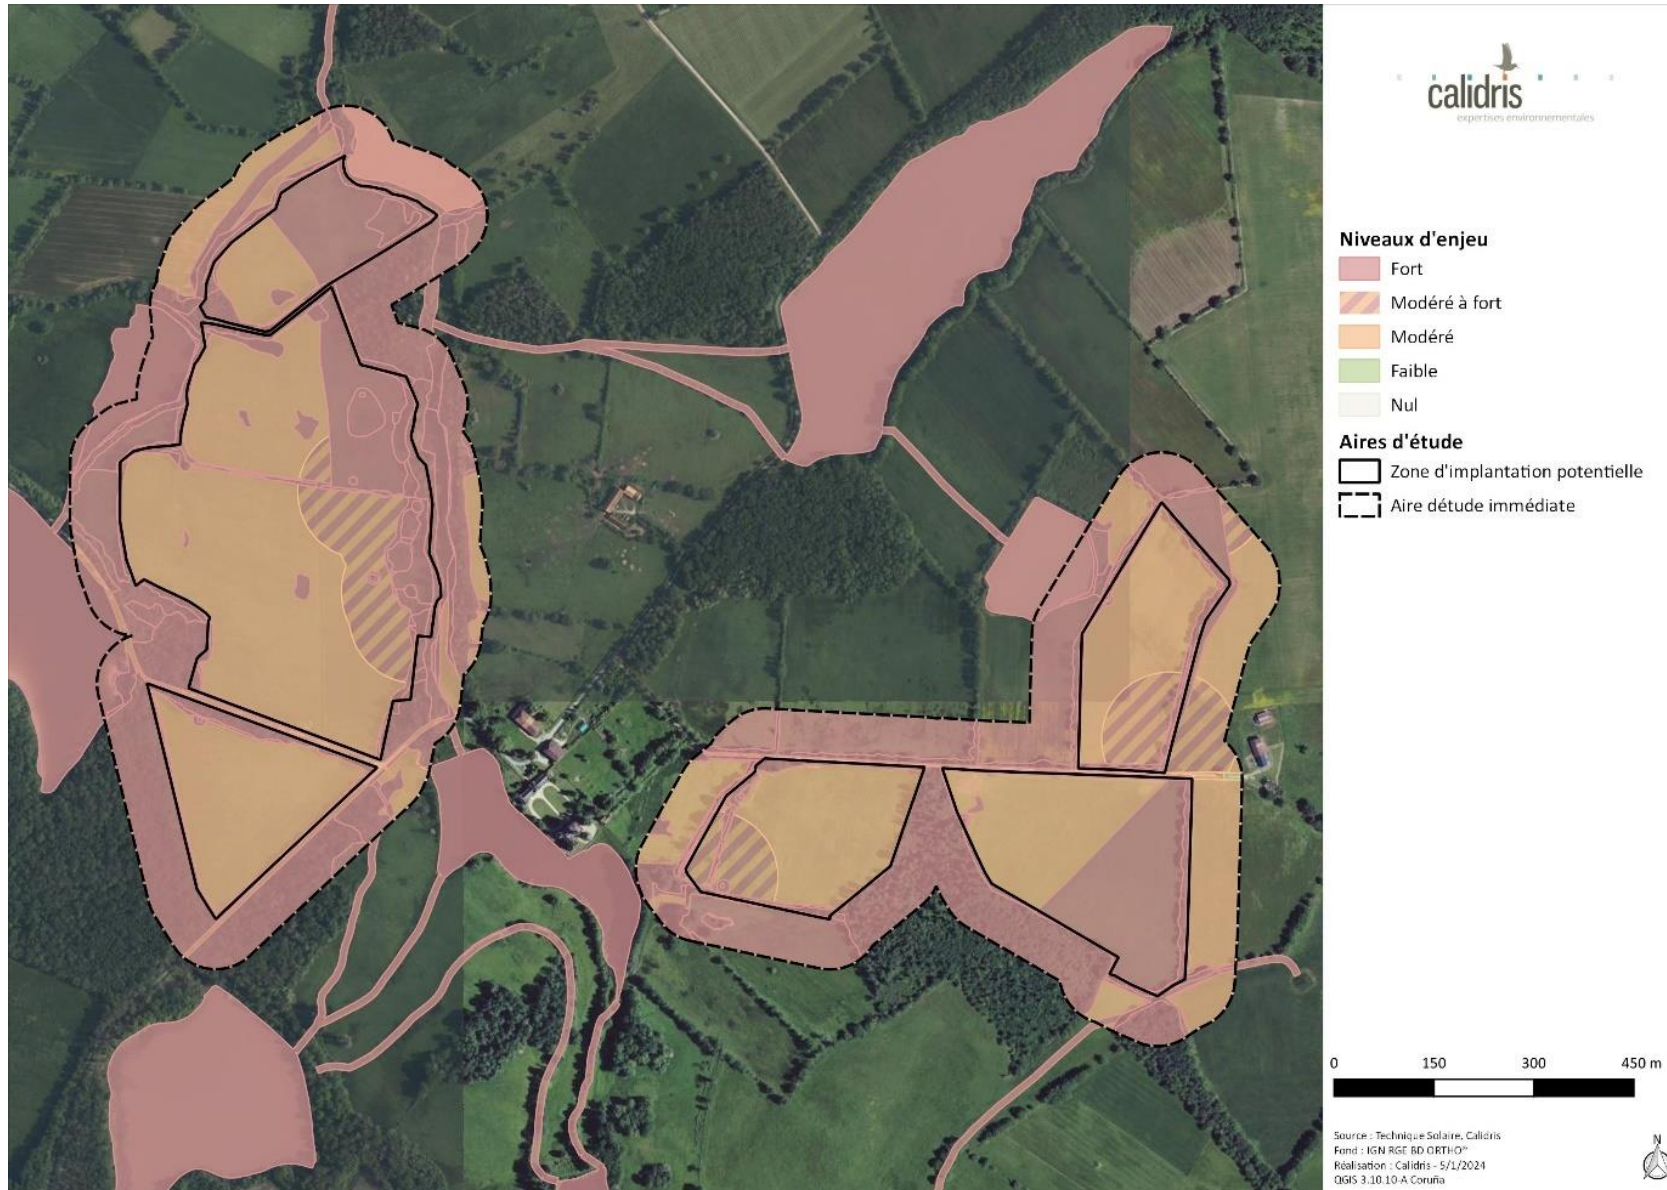 calidris
expertises environnementales
Niveaux d'enjeu
Fort
Modéré à fort
Modéré
Faible
Nul
Aires d'étude
Zone d'implantation potentielle
Aire détude immédiate
0 150 300 450 m
Source : Technique Solaire, Calidris
Fond : IGN RGE BD ORTHO®
Réalisation : Calidris - 5/1/2024
QGIS 3.10.10-A Coruña
N